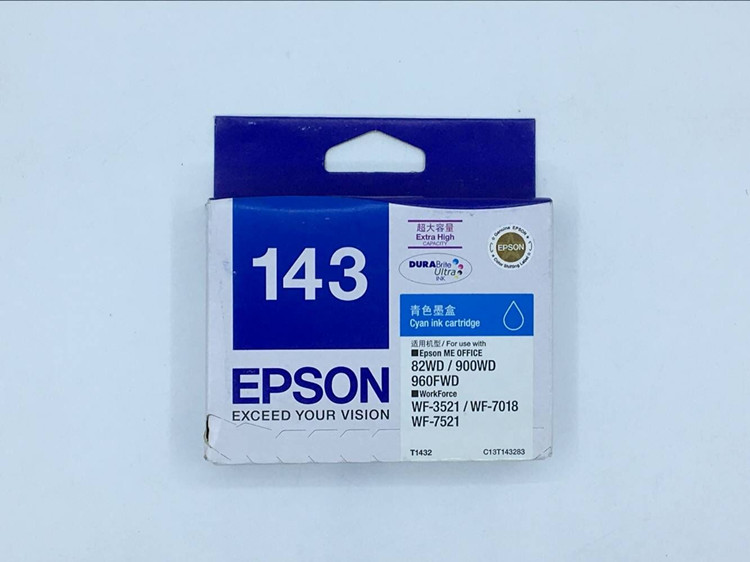 143
EPSON
EXCEED YOUR VISION
超大容量
Extra High
CAPACITY
DURABrite
Ultra
INK
Genuine EPSON
EPSON
青色墨盒
Cyan ink cartridge
适用机型 / For use with
■Epson ME OFFICE
82WD / 900WD
960FWD
■WorkForce
WF-3521 / WF-7018
WF-7521
T1432
C13T143283